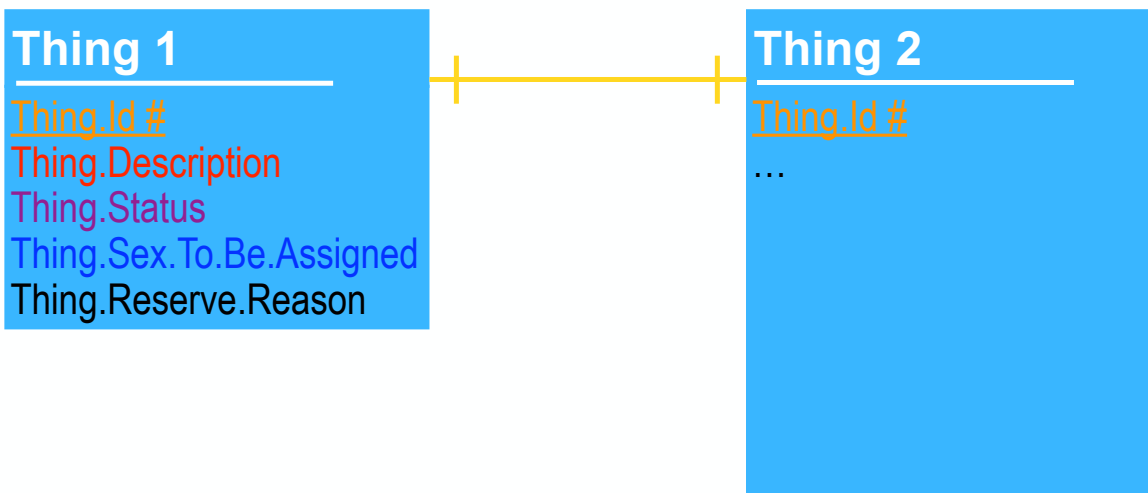 Thing 1
Thing.Id #
Thing.Description
Thing.Status
Thing.Sex.To.Be.Assigned
Thing.Reserve.Reason
Thing 2
Thing.Id #
…